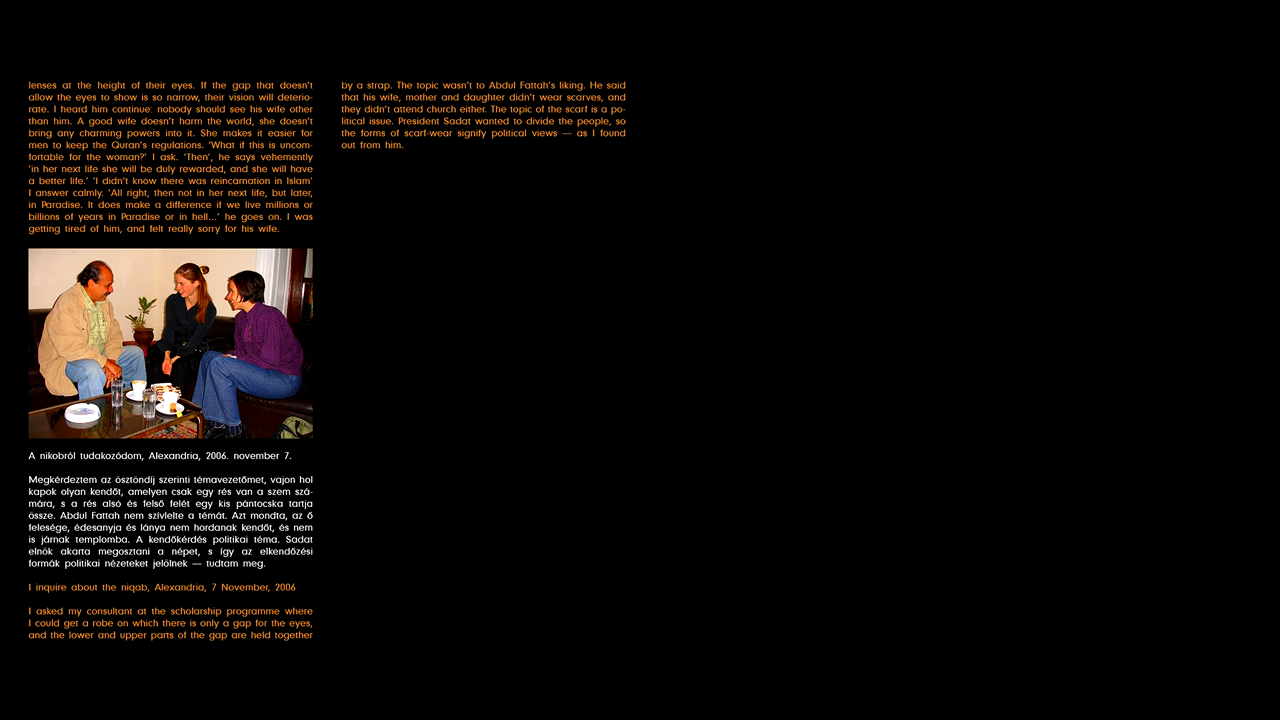 lenses at the height of their eyes. If the gap that doesn't
allow the eyes to show is so narrow, their vision will deterio-
rate. I heard him continue: nobody should see his wife other
than him. A good wife doesn't harm the world, she doesn't
bring any charming powers into it. She makes it easier for
men to keep the Quran's regulations. 'What if this is uncom-
fortable for the woman?' I ask. 'Then', he says vehemently
'in her next life she will be duly rewarded, and she will have
a better life.' 'I didn't know there was reincarnation in Islam'
I answer calmly. 'All right, then not in her next life, but later,
in Paradise. It does make a difference if we live millions or
billions of years in Paradise or in hell...' he goes on. I was
getting tired of him, and felt really sorry for his wife.
A nikobról tudakozódom, Alexandria, 2006. november 7.
Megkérdeztem az ösztöndíj szerinti témavezetőmet, vajon hol
kapok olyan kendőt, amelyen csak egy rés van a szem szá-
mára, s a rés alsó és felső felét egy kis pántocska tartja
össze. Abdul Fattah nem szívlelte a témát. Azt mondta, az ő
felesége, édesanyja és lánya nem hordanak kendőt, és nem
is járnak templomba. A kendőkérdés politikai téma. Sadat
elnök akarta megosztani a népet, s így az elkendőzési
formák politikai nézeteket jelölnek — tudtam meg.
I inquire about the niqab, Alexandria, 7 November, 2006
I asked my consultant at the scholarship programme where
I could get a robe on which there is only a gap for the eyes,
and the lower and upper parts of the gap are held together
by a strap. The topic wasn't to Abdul Fattah's liking. He said
that his wife, mother and daughter didn't wear scarves, and
they didn't attend church either. The topic of the scarf is a po-
litical issue. President Sadat wanted to divide the people, so
the forms of scarf-wear signify political views — as I found
out from him.